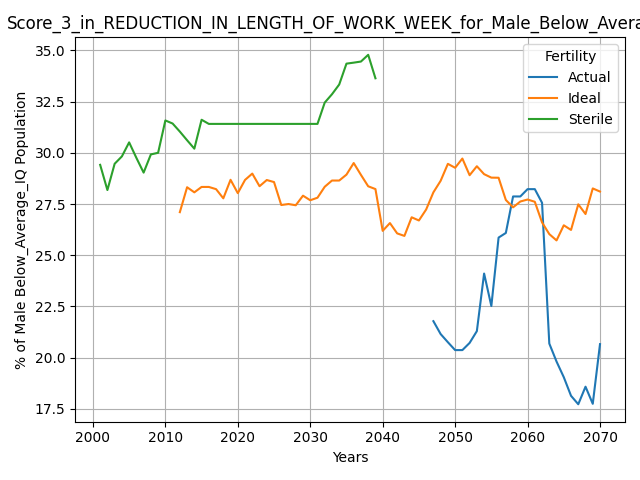 Score_3_in_REDUCTION_IN_LENGTH_OF_WORK_WEEK_for_Male_Below_Avera
35.0
32.5
30.0
27.5
25.0
22.5
20.0
17.5
% of Male Below_Average_IQ Population
Fertility
Actual
Ideal
Sterile
2000 2010 2020 2030 2040 2050 2060 2070
Years